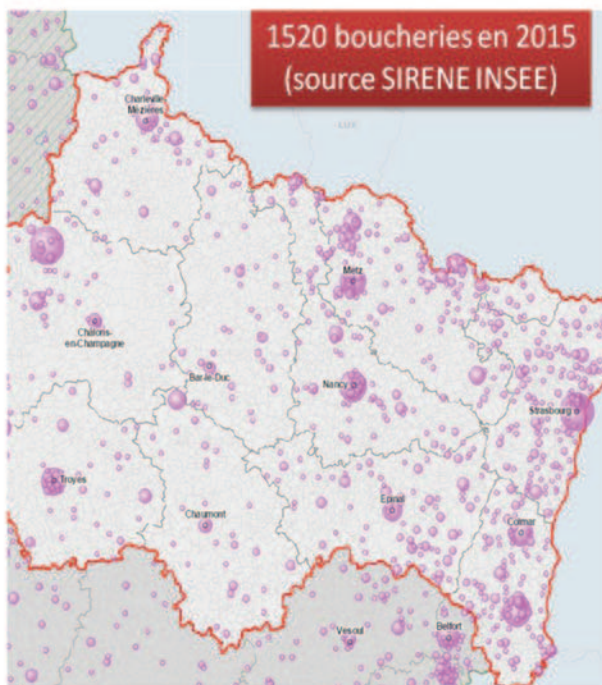 1520 boucheries en 2015
(source SIRENE INSEE)
Charleville
Mézières
Metz
Châlons-
en-Champagne
Bar-le-Duc
Nancy
Strasbourg
Troyes
Epinal
Chaumont
Colmar
Vesoul
Belfort